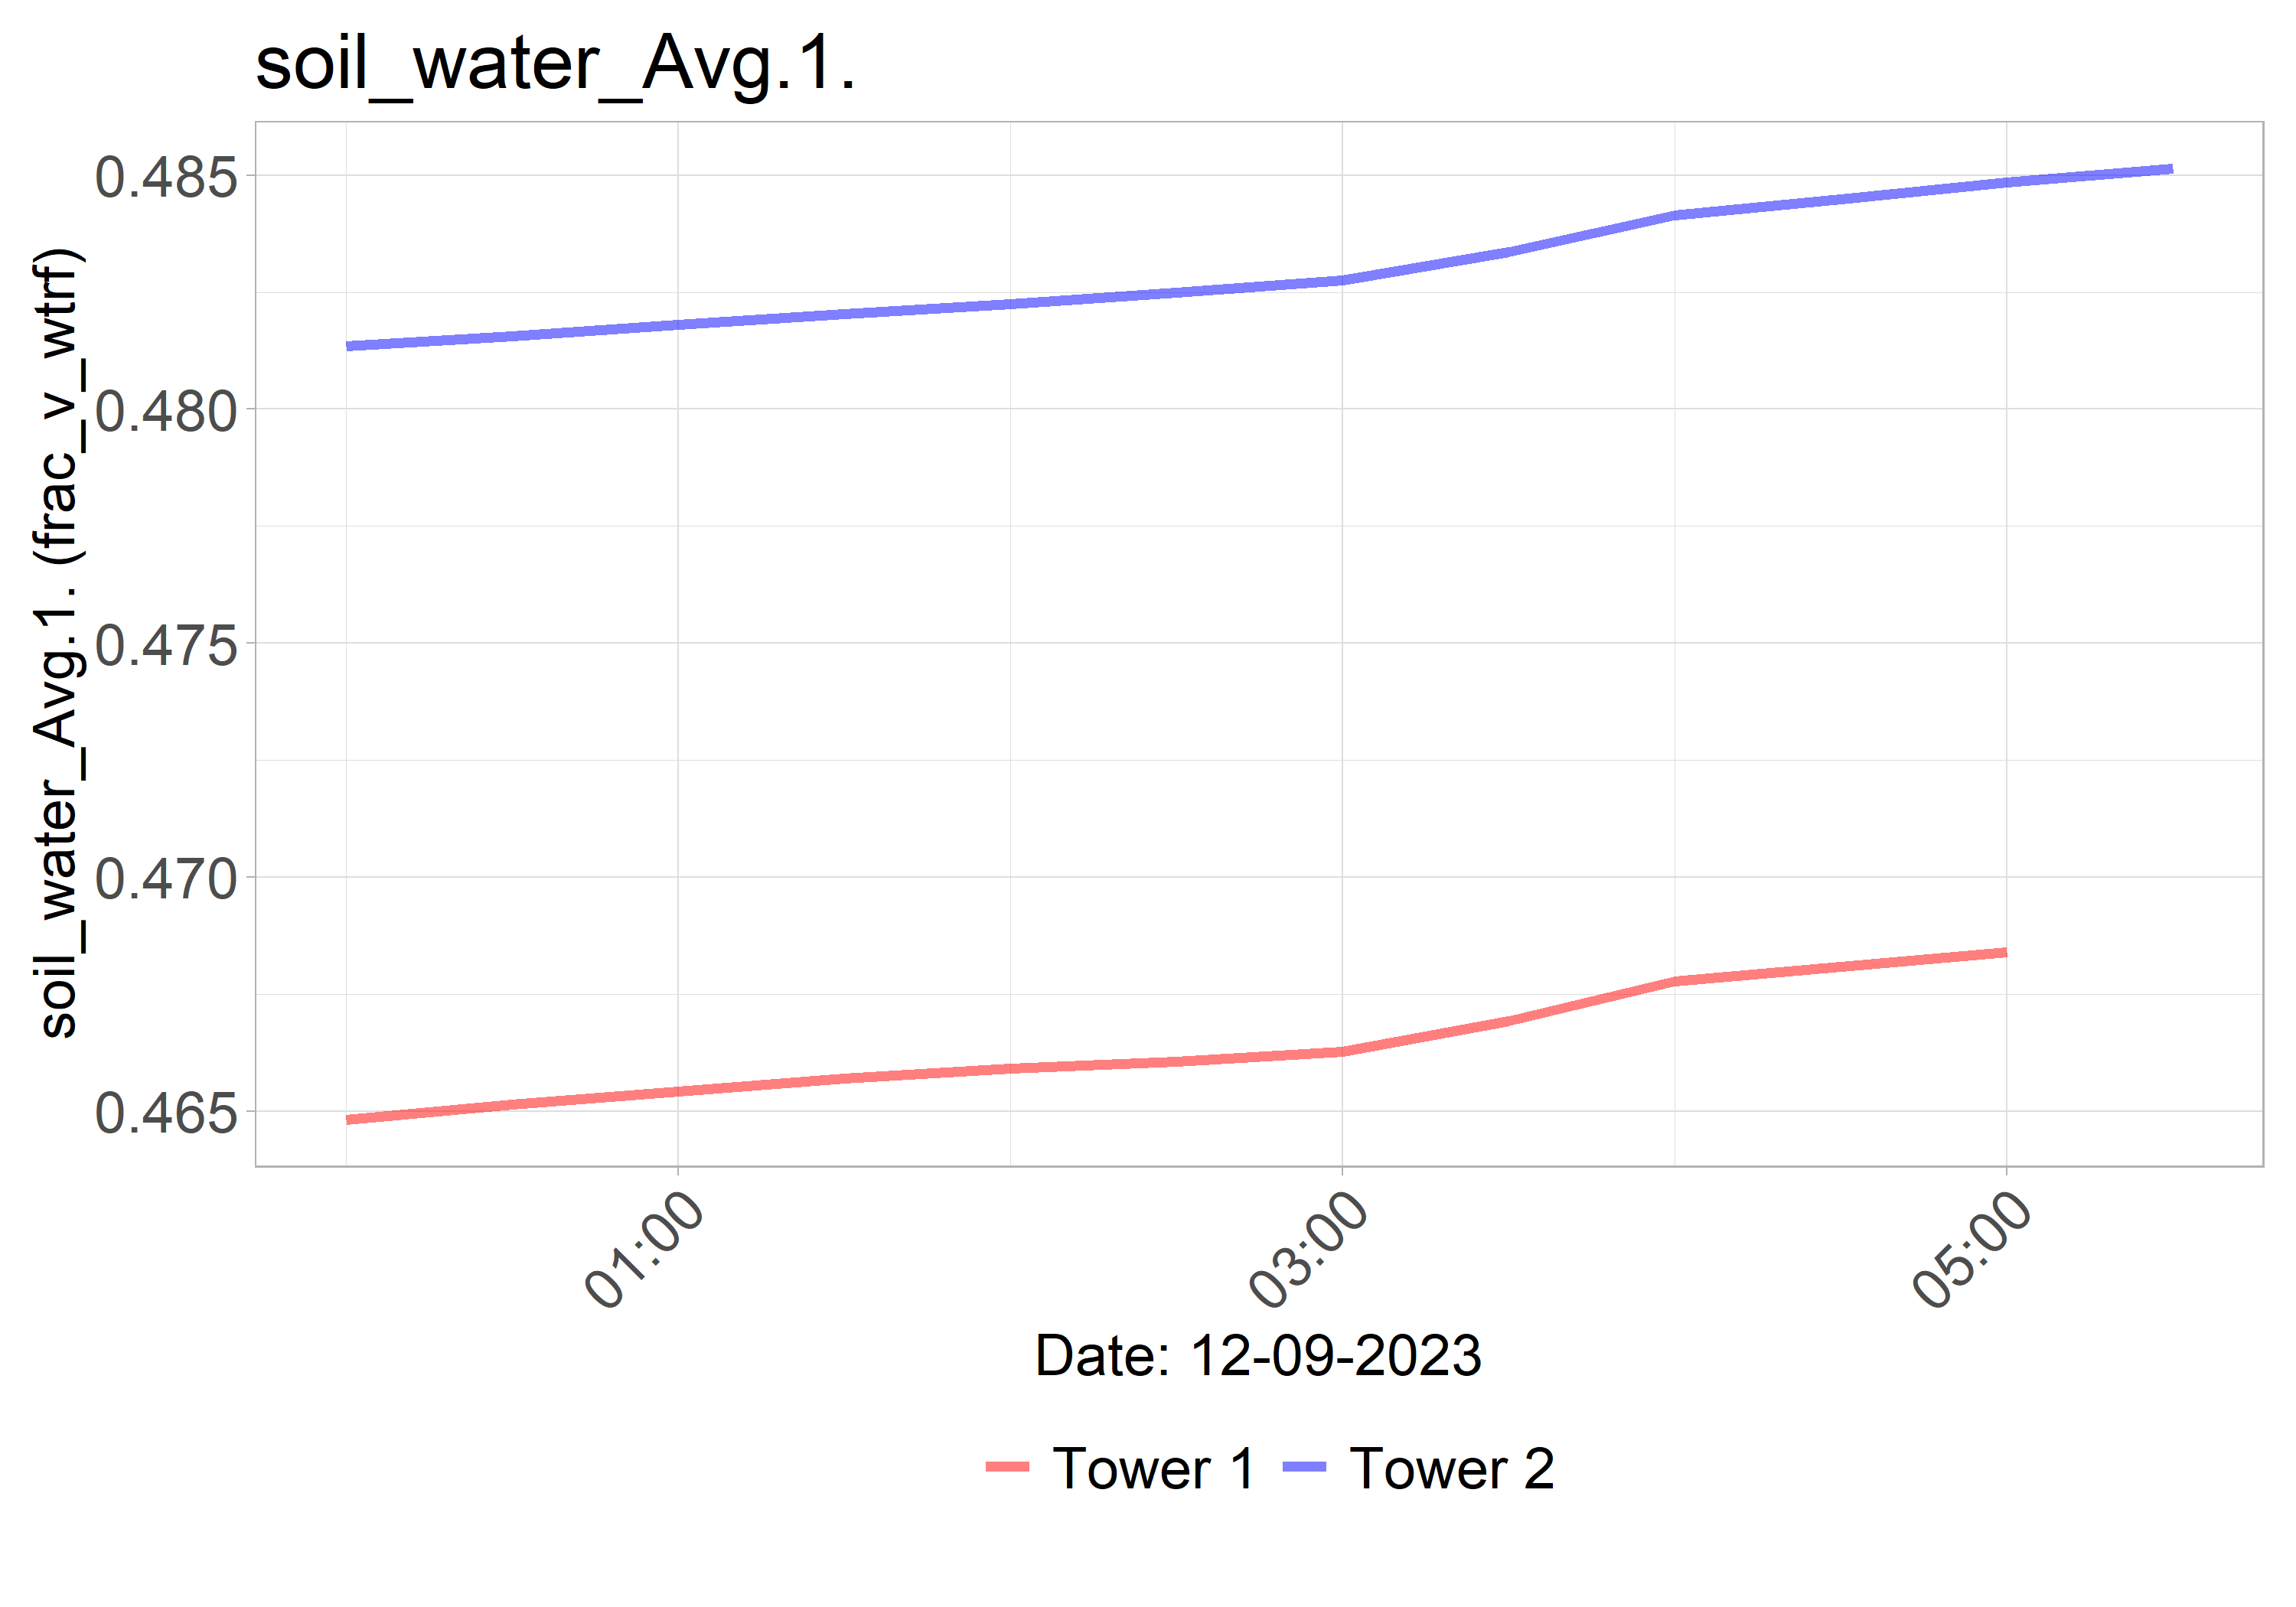 soil_water_Avg.1.
soil_water_Avg.1. (frac_v_wtrf)
0.485
0.480
0.475
0.470
0.465
01:00
03:00
05:00
Date: 12-09-2023
Tower 1
Tower 2